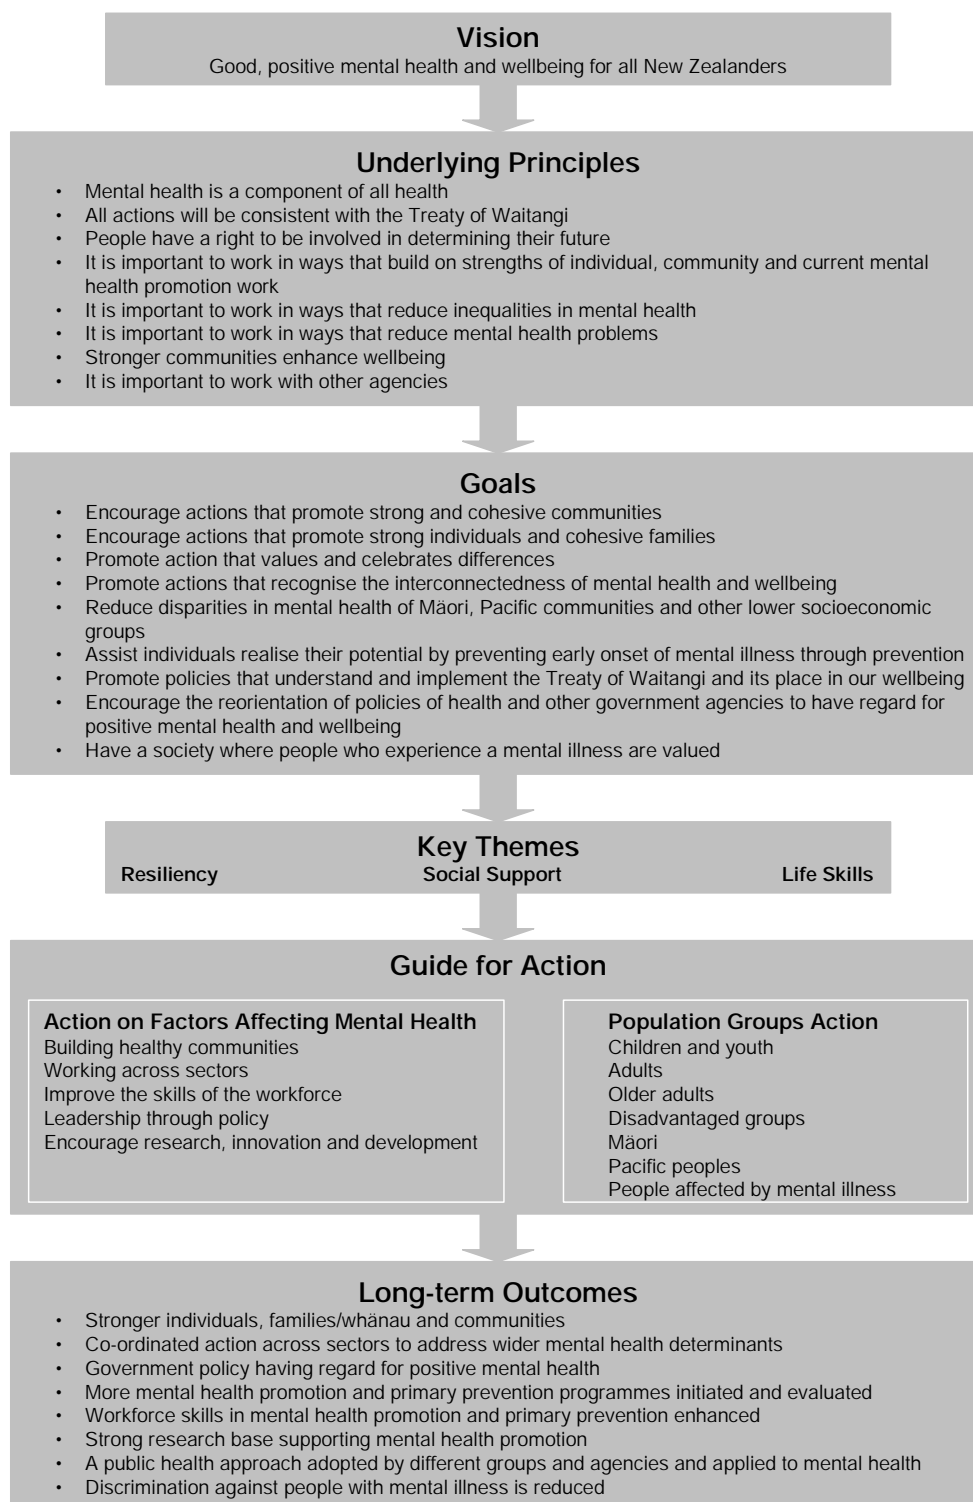 Vision
Good, positive mental health and wellbeing for all New Zealanders
Underlying Principles
• Mental health is a component of all health
• All actions will be consistent with the Treaty of Waitangi
• People have a right to be involved in determining their future
• It is important to work in ways that build on strengths of individual, community and current mental
health promotion work
• It is important to work in ways that reduce inequalities in mental health
• It is important to work in ways that reduce mental health problems
• Stronger communities enhance wellbeing
• It is important to work with other agencies
Goals
• Encourage actions that promote strong and cohesive communities
• Encourage actions that promote strong individuals and cohesive families
• Promote action that values and celebrates differences
• Promote actions that recognise the interconnectedness of mental health and wellbeing
• Reduce disparities in mental health of Mäori, Pacific communities and other lower socioeconomic
groups
• Assist individuals realise their potential by preventing early onset of mental illness through prevention
• Promote policies that understand and implement the Treaty of Waitangi and its place in our wellbeing
• Encourage the reorientation of policies of health and other government agencies to have regard for
positive mental health and wellbeing
• Have a society where people who experience a mental illness are valued
Key Themes
Resiliency Social Support Life Skills
Guide for Action
Action on Factors Affecting Mental Health
Building healthy communities
Working across sectors
Improve the skills of the workforce
Leadership through policy
Encourage research, innovation and development
Population Groups Action
Children and youth
Adults
Older adults
Disadvantaged groups
Mäori
Pacific peoples
People affected by mental illness
Long-term Outcomes
• Stronger individuals, families/whänau and communities
• Co-ordinated action across sectors to address wider mental health determinants
• Government policy having regard for positive mental health
• More mental health promotion and primary prevention programmes initiated and evaluated
• Workforce skills in mental health promotion and primary prevention enhanced
• Strong research base supporting mental health promotion
• A public health approach adopted by different groups and agencies and applied to mental health
• Discrimination against people with mental illness is reduced